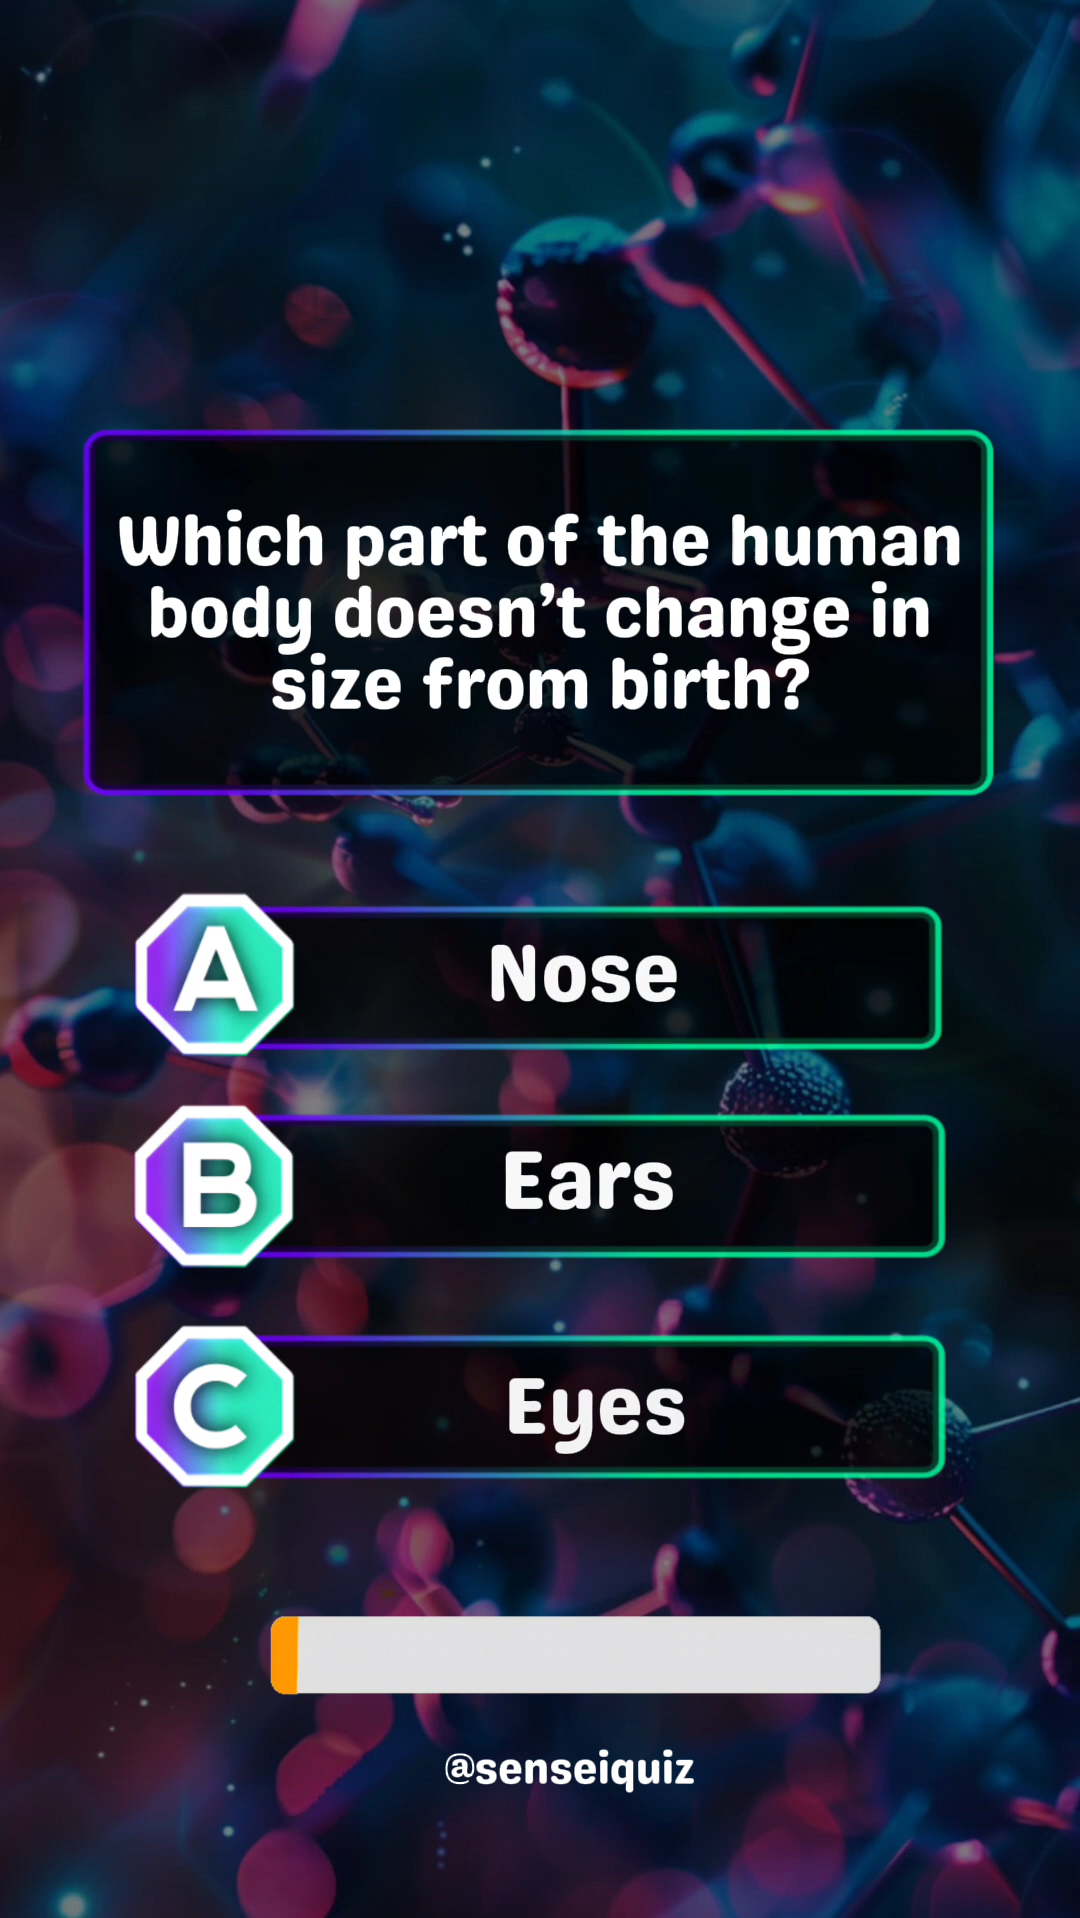 Which part of the human
body doesn’t change in
size from birth?
A Nose
B Ears
C Eyes
@senseiquiz